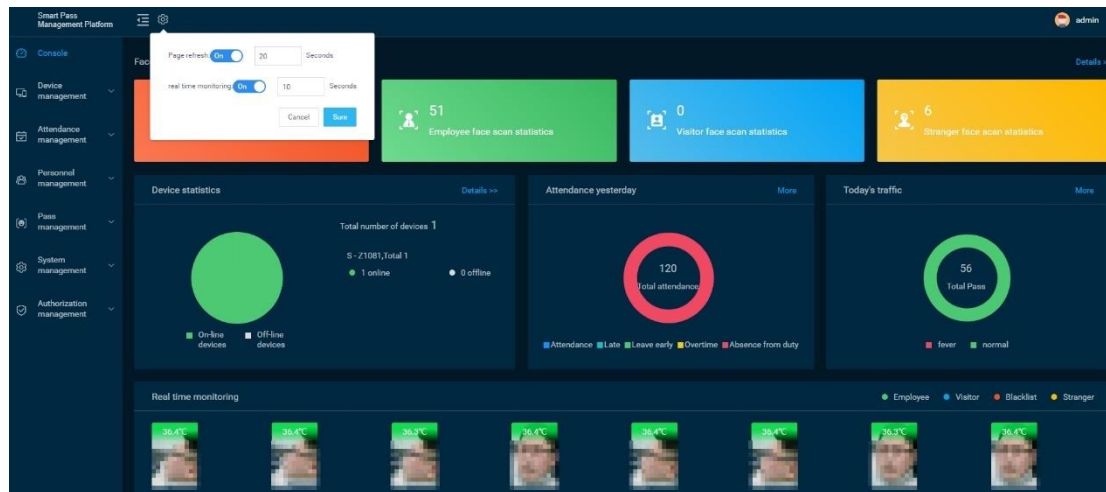 Smart Pass
Management Platform
admin
Console
Device
management
Attendance
management
Personnel
management
Pass
management
System
management
Authorization
management
Page refresh: On 20 Seconds
real time monitoring: On 10 Seconds
Cancel Sure
Details
51
Employee face scan statistics
0
Visitor face scan statistics
6
Stranger face scan statistics
Device statistics Details >>
Total number of devices 1
S - Z1081,Total 1
1 online 0 offline
On-line
devices
Off-line
devices
Attendance yesterday More
120
Total attendance
Attendance Late Leave early Overtime Absence from duty
Today's traffic More
56
Total Pass
fever normal
Real time monitoring Employee Visitor Blacklist Stranger
36.4°C 36.4°C 36.3°C 36.4°C 36.4°C 36.4°C 36.3°C 36.4°C